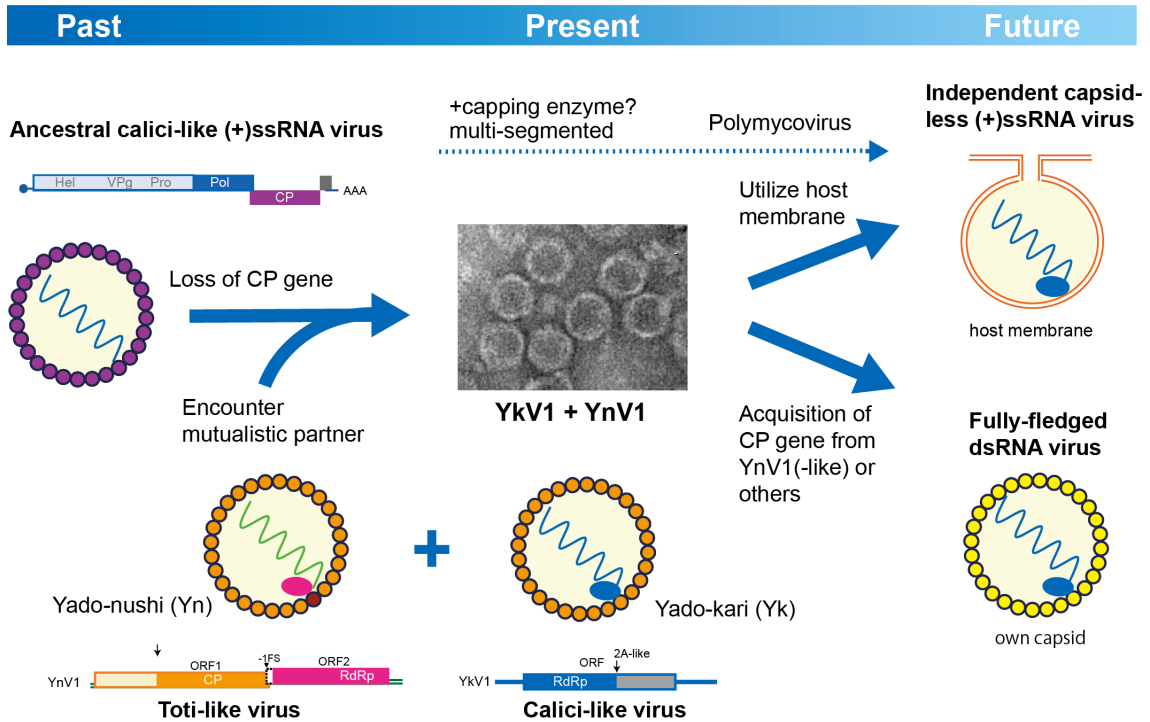 Past
Present
Future
Ancestral calici-like (+)ssRNA virus
Hel
VPg
Pro
Pol
CP
AAA
Loss of CP gene
Encounter
mutualistic partner
+capping enzyme?
multi-segmented
Polymycovirus
YkV1 + YnV1
Utilize host
membrane
Acquisition of
CP gene from
YnV1(-like) or
others
Independent capsid-
less (+)ssRNA virus
host membrane
Fully-fledged
dsRNA virus
own capsid
Yado-nushi (Yn)
+
Yado-kari (Yk)
YnV1
ORF1
CP
-1FS
ORF2
RdRp
Toti-like virus
YkV1
ORF
2A-like
RdRp
Calici-like virus